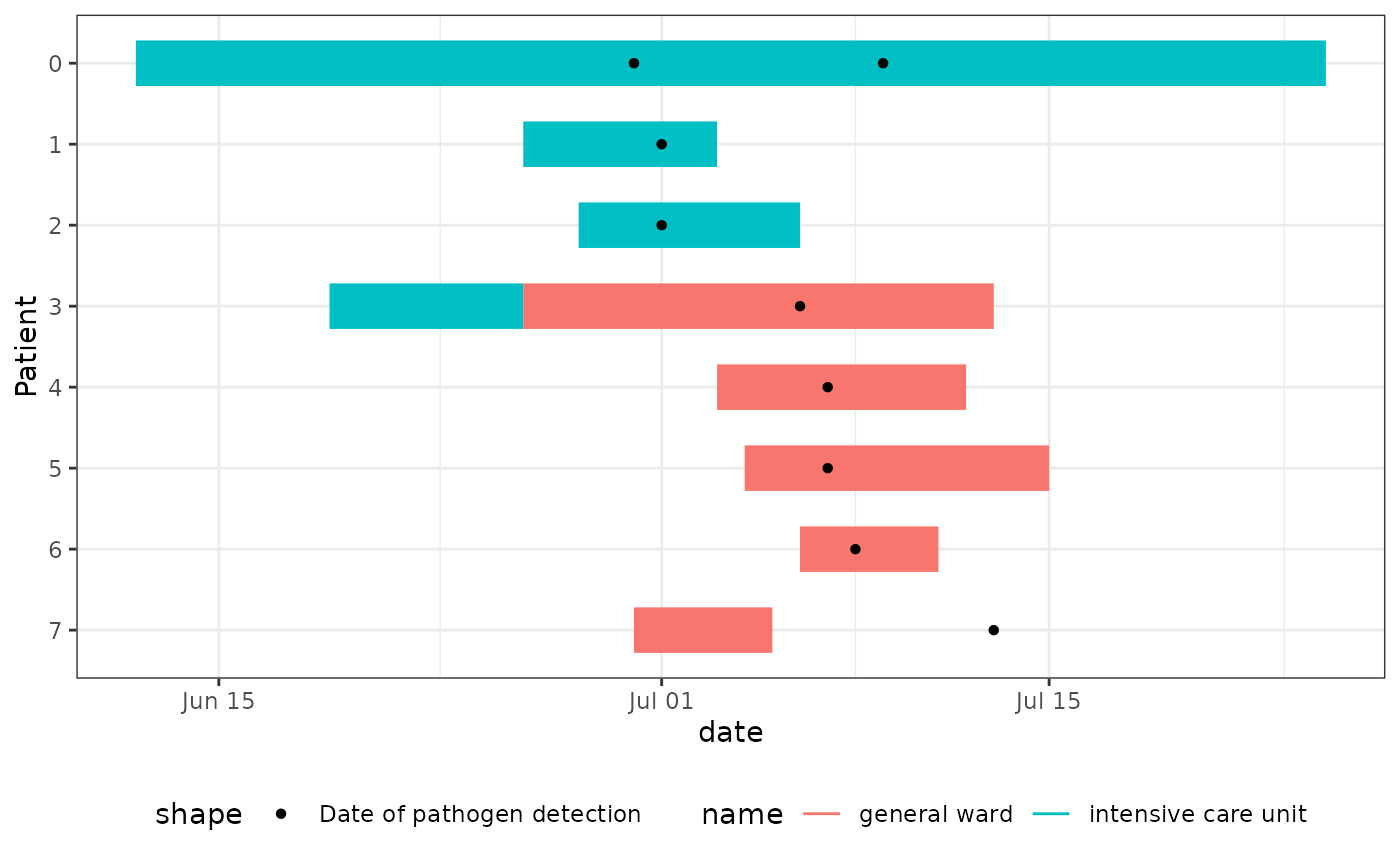 0
1
2
3
4
5
6
7
Patient
Jun 15 Jul 01 Jul 15
date
shape Date of pathogen detection name general ward intensive care unit